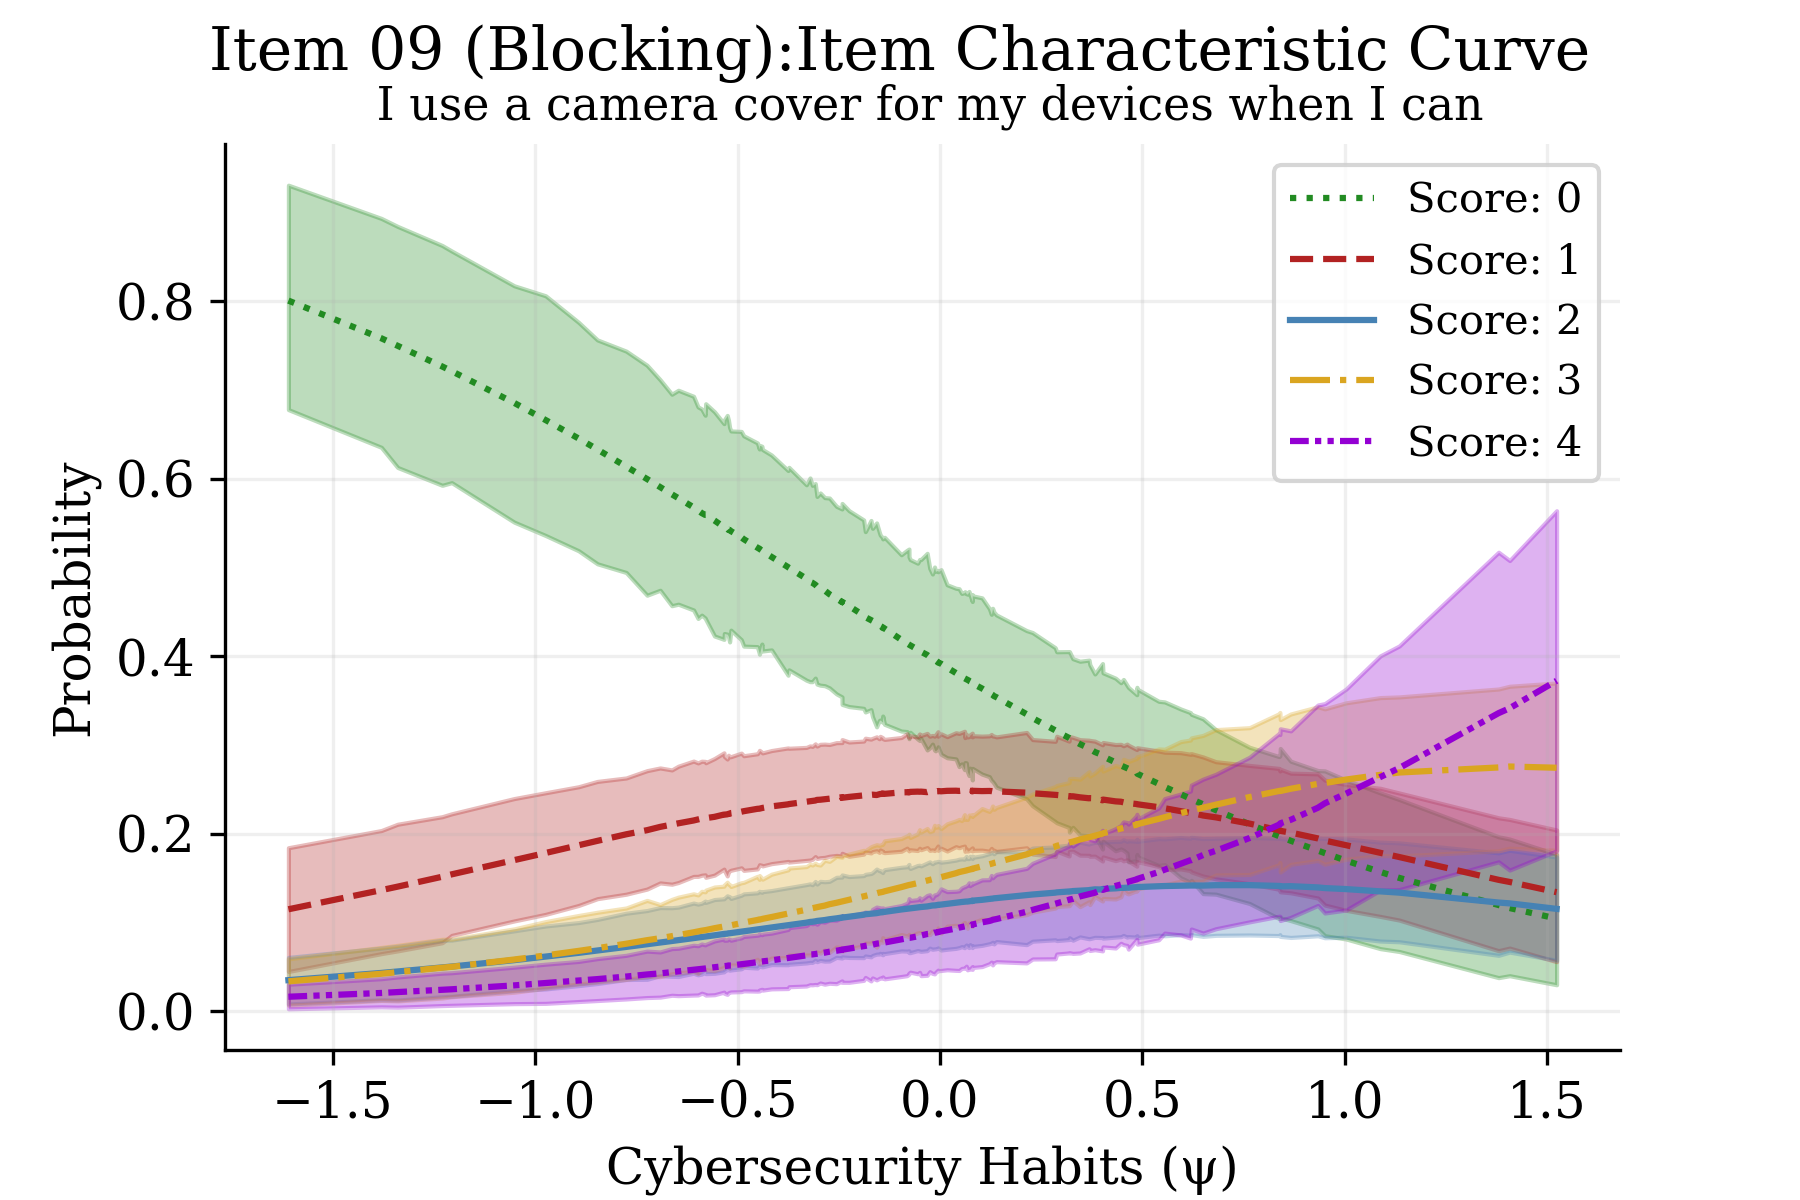 Item 09 (Blocking):Item Characteristic Curve
I use a camera cover for my devices when I can
Score: 0
Score: 1
Score: 2
Score: 3
Score: 4
Probability
0.8
0.6
0.4
0.2
0.0
−1.5 −1.0 −0.5 0.0 0.5 1.0 1.5
Cybersecurity Habits (ψ)